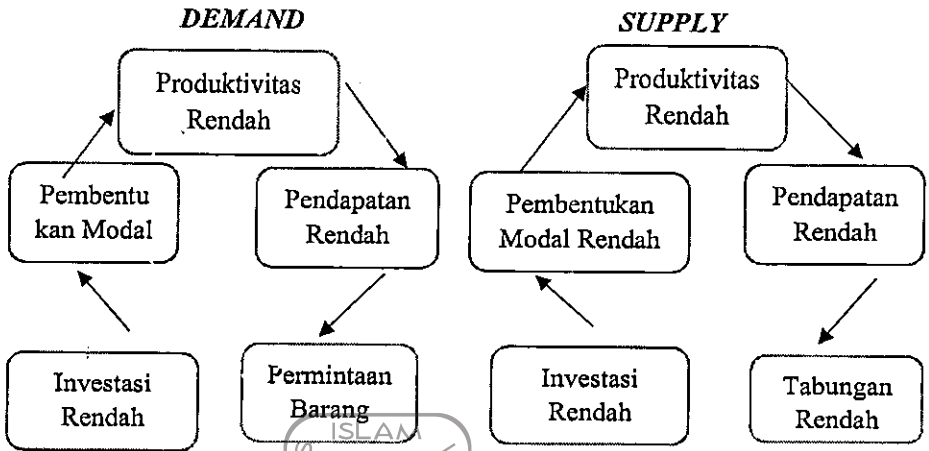 DEMAND
Produktivitas
Rendah
Pembentu
kan Modal
Pendapatan
Rendah
Investasi
Rendah
Permintaan
Barang
SUPPLY
Produktivitas
Rendah
Pembentukan
Modal Rendah
Pendapatan
Rendah
Investasi
Rendah
Tabungan
Rendah
ISLAM